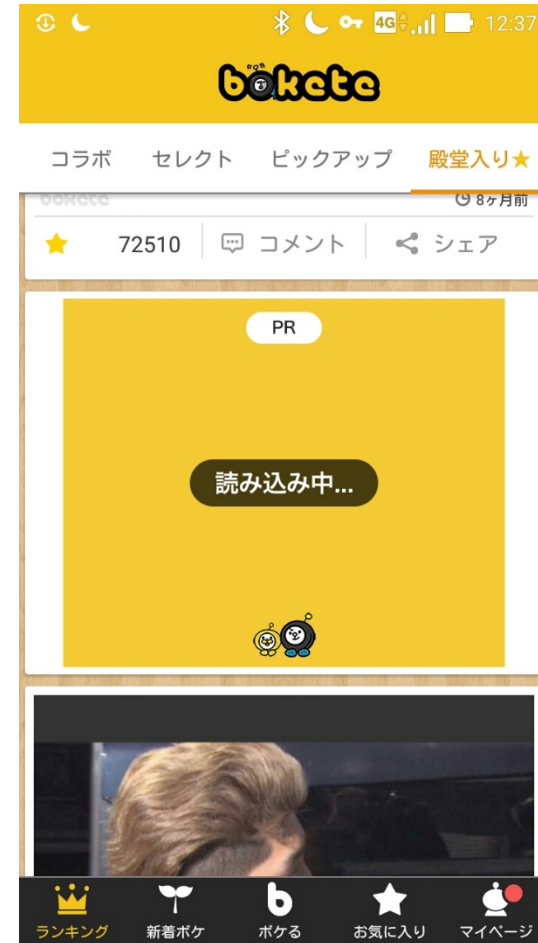 4G 12:37
bokete
コラボ セレクト ピックアップ 殿堂入り★
bokete 8ヶ月前
72510 コメント シェア
PR
読み込み中...
ランキング 新着ボケ ボケる お気に入り マイページ